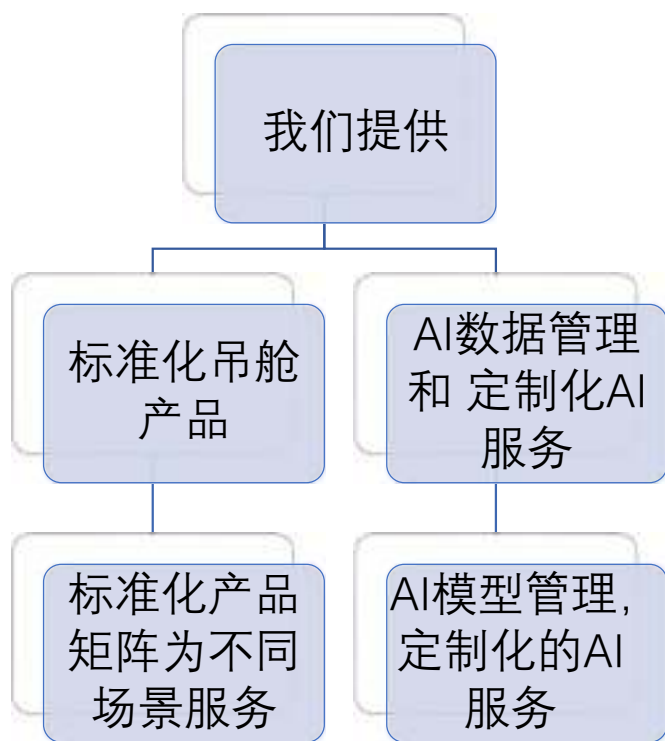 我们提供
标准化吊舱
产品
AI数据管理
和 定制化AI
服务
标准化产品
矩阵为不同
场景服务
AI模型管理,
定制化的AI
服务